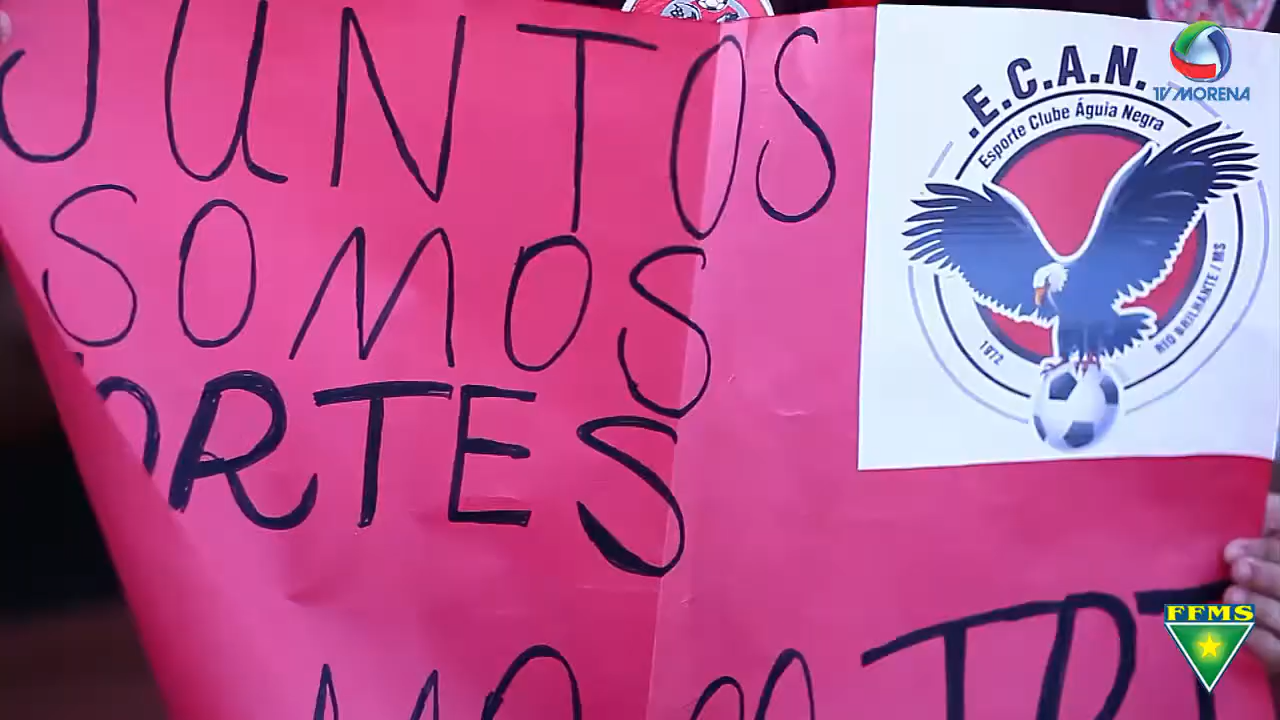 JUNTOS
SOMOS
ORTES
.E.C.A.N.
Esporte Clube Águia Negra
1972
RIO BRILHANTE / MS
TV MORENA
FFMS